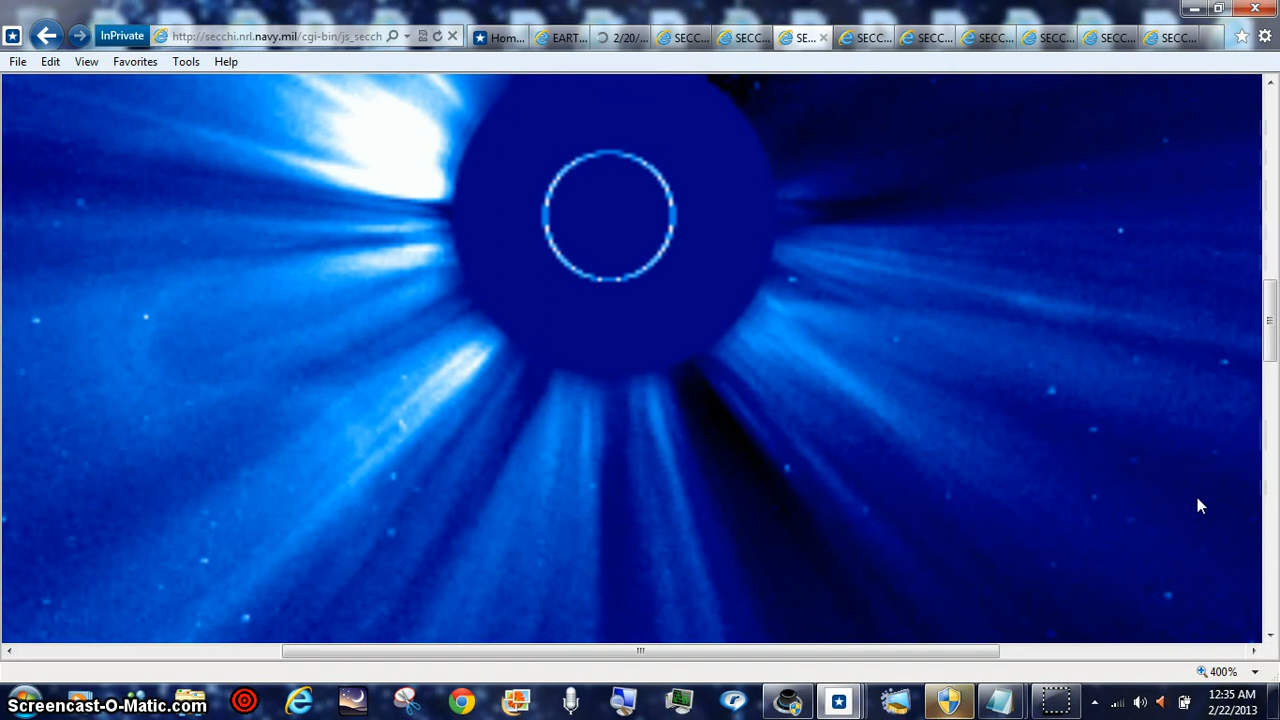 InPrivate
http://secchi.nrl.navy.mil/cgi-bin/js_secch
Hom...
EART...
2/20/...
SECC...
SECC...
SE...
SECC...
SECC...
SECC...
SECC...
SECC...
SECC...
File Edit View Favorites Tools Help
400%
12:35 AM
2/22/2013
Screencast-O-Matic.com